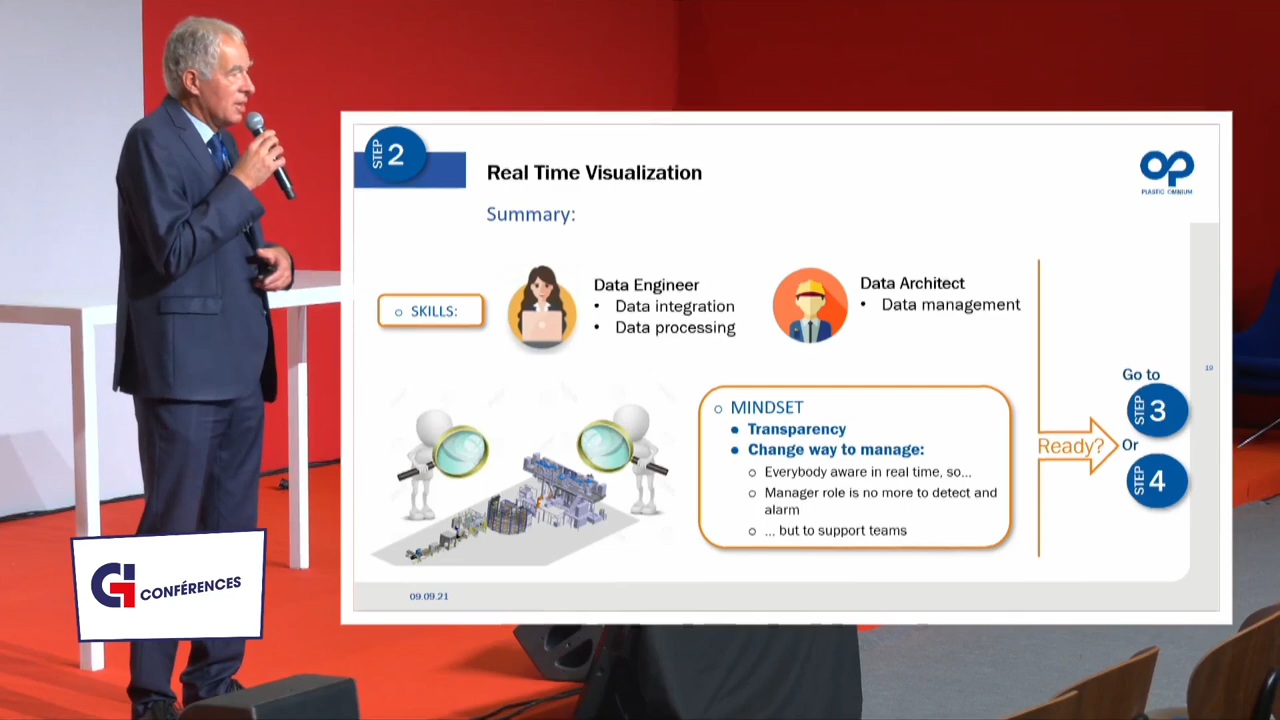 STEP 2
Real Time Visualization
Summary:
OP
PLASTIC OMNIUM
SKILLS:
Data Engineer
• Data integration
• Data processing
Data Architect
• Data management
MINDSET
• Transparency
• Change way to manage:
Everybody aware in real time, so...
Manager role is no more to detect and
alarm
... but to support teams
Ready?
Go to
STEP 3
Or
STEP 4
19
09.09.21
GI CONFÉRENCES